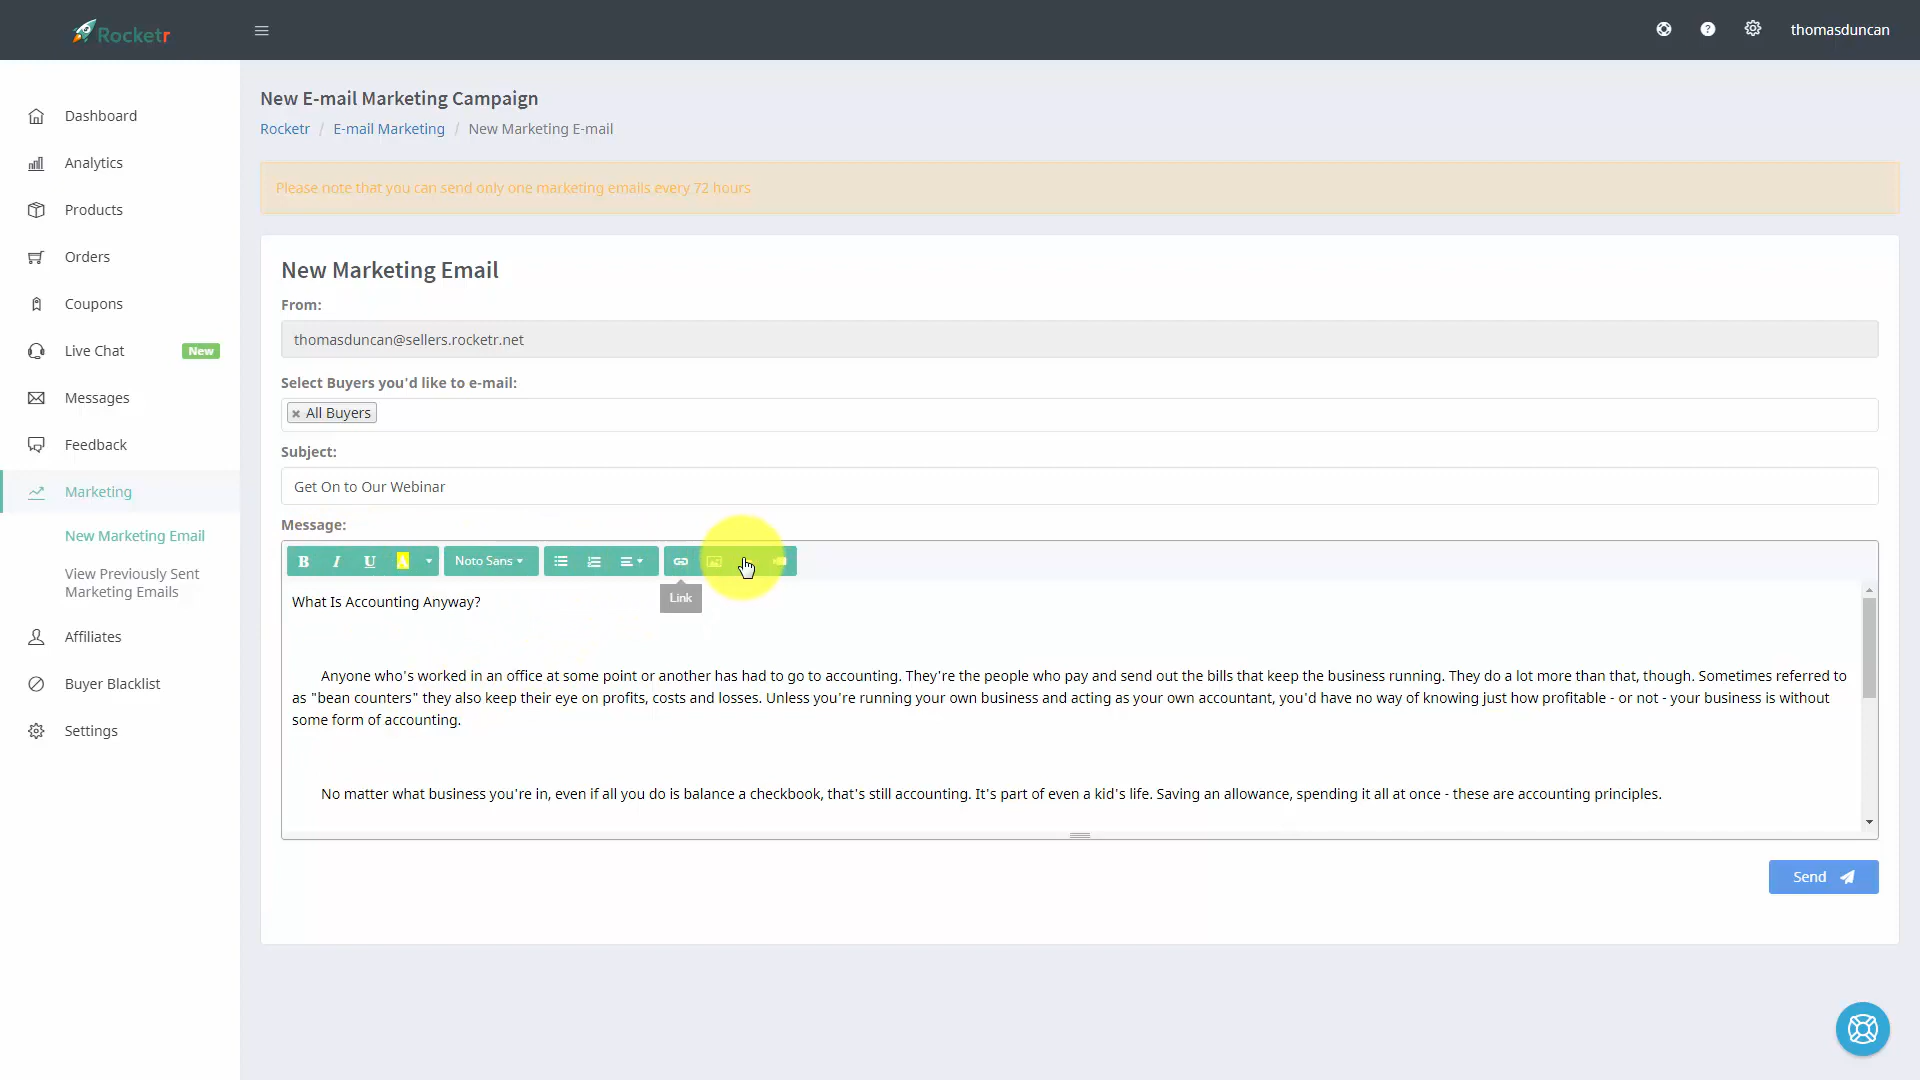 Rocketr
thomasduncan
Dashboard
Analytics
Products
Orders
Coupons
Live Chat New
Messages
Feedback
Marketing
New Marketing Email
View Previously Sent
Marketing Emails
Affiliates
Buyer Blacklist
Settings
New E-mail Marketing Campaign
Rocketr / E-mail Marketing / New Marketing E-mail
Please note that you can send only one marketing emails every 72 hours
New Marketing Email
From:
thomasduncan@sellers.rocketr.net
Select Buyers you'd like to e-mail:
× All Buyers
Subject:
Get On to Our Webinar
Message:
B I U A Noto Sans
Link
What Is Accounting Anyway?
Anyone who's worked in an office at some point or another has had to go to accounting. They're the people who pay and send out the bills that keep the business running. They do a lot more than that, though. Sometimes referred to
as "bean counters" they also keep their eye on profits, costs and losses. Unless you're running your own business and acting as your own accountant, you'd have no way of knowing just how profitable - or not - your business is without
some form of accounting.
No matter what business you're in, even if all you do is balance a checkbook, that's still accounting. It's part of even a kid's life. Saving an allowance, spending it all at once - these are accounting principles.
Send